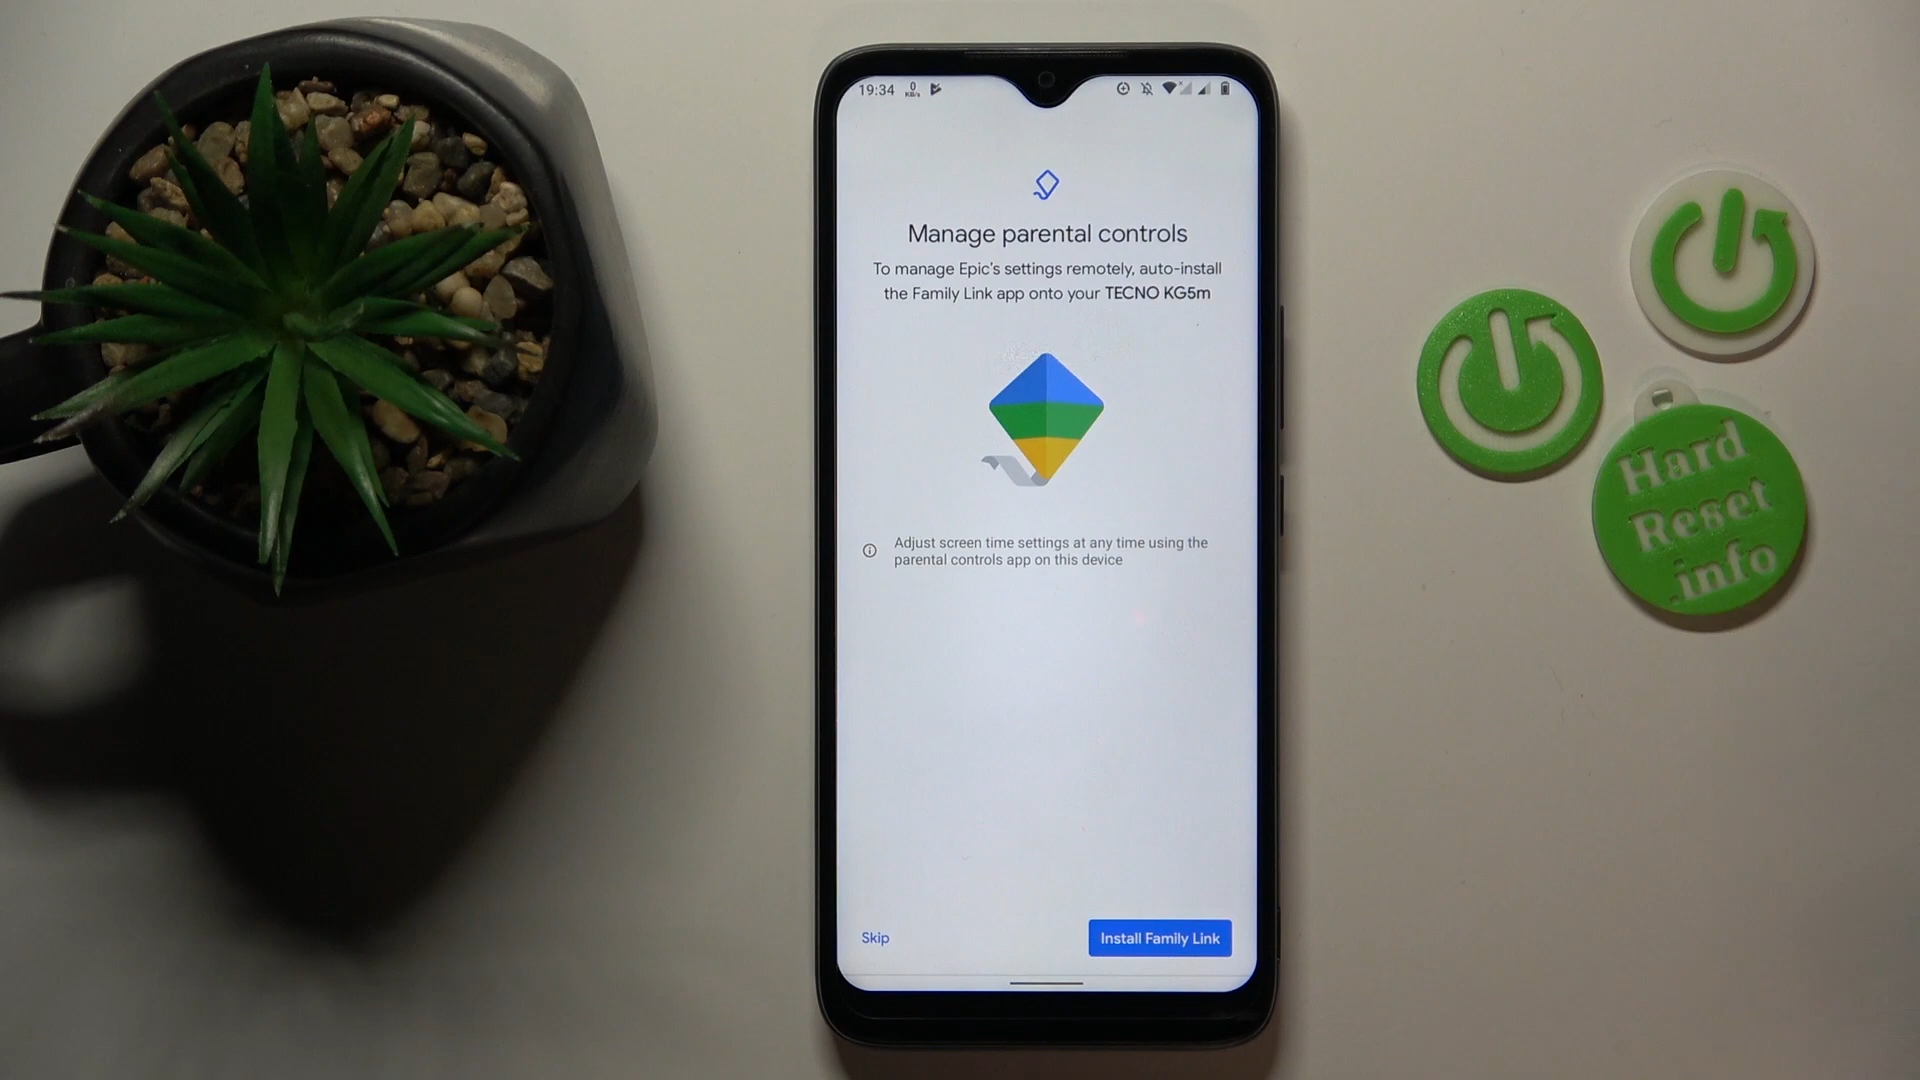 19:34
0
KB/s
Manage parental controls
To manage Epic's settings remotely, auto-install
the Family Link app onto your TECNO KG5m
Adjust screen time settings at any time using the
parental controls app on this device
Skip
Install Family Link
Hard
Reset
.info